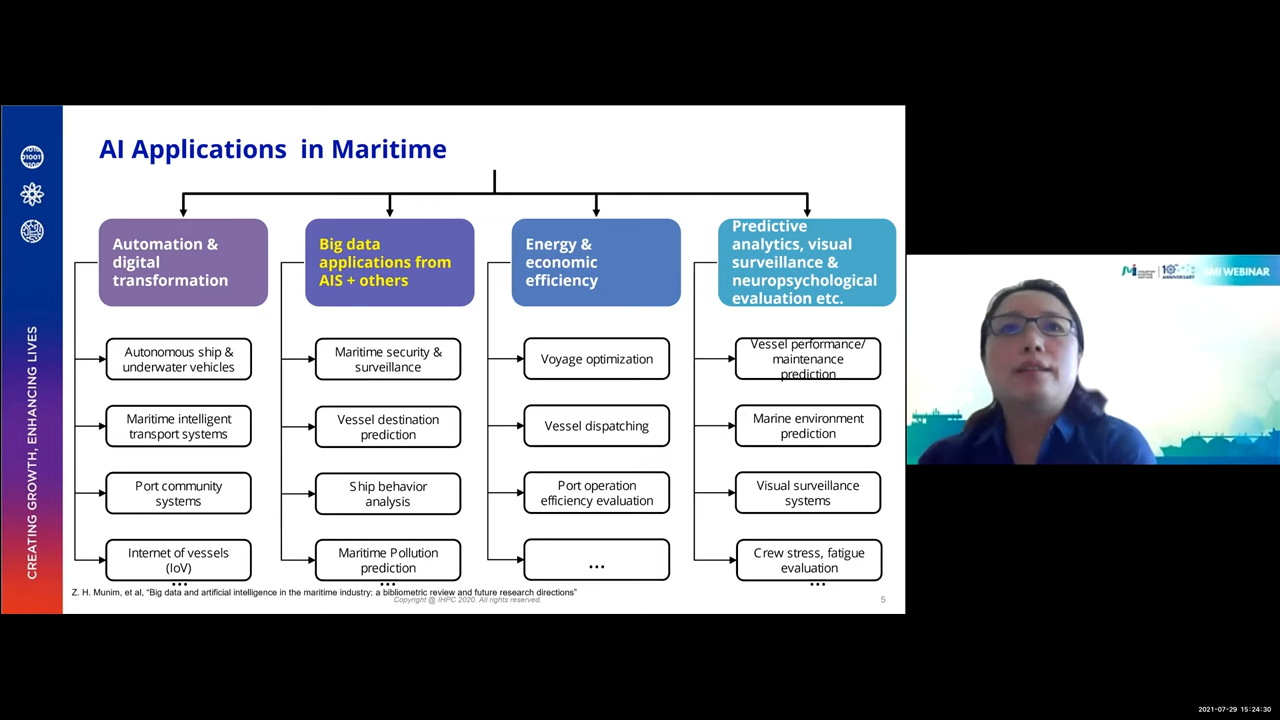 AI Applications  in Maritime
CREATING GROWTH, ENHANCING LIVES
Automation &
digital
transformation
Autonomous ship &
underwater vehicles
Maritime intelligent
transport systems
Port community
systems
Internet of vessels
(IoV)
...
Big data
applications from
AIS + others
Maritime security &
surveillance
Vessel destination
prediction
Ship behavior
analysis
Maritime Pollution
prediction
...
Energy &
economic
efficiency
Voyage optimization
Vessel dispatching
Port operation
efficiency evaluation
...
Predictive
analytics, visual
surveillance &
neuropsychological
evaluation etc.
Vessel performance/
maintenance
prediction
Marine environment
prediction
Visual surveillance
systems
Crew stress, fatigue
evaluation
...
Z. H. Munim, et al, “Big data and artificial intelligence in the maritime industry: a bibliometric review and future research directions”
Copyright @ IHPC 2020. All rights reserved.
5
WEBINAR
2021-07-29 15:24:30